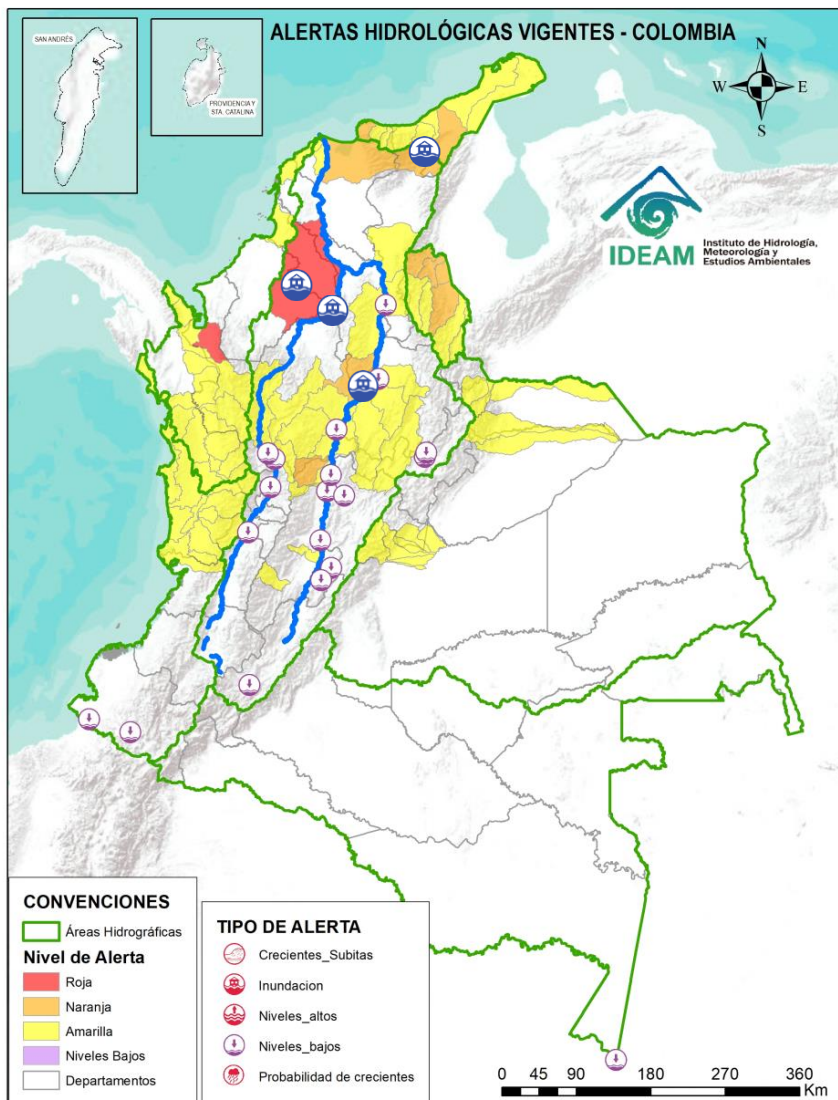 ALERTAS HIDROLÓGICAS VIGENTES - COLOMBIA
SAN ANDRÉS
PROVIDENCIA Y
STA. CATALINA
N
W E
S
IDEAM
Instituto de Hidrología,
Meteorología y
Estudios Ambientales
CONVENCIONES
Áreas Hidrográficas
Nivel de Alerta
Roja
Naranja
Amarilla
Niveles Bajos
Departamentos
TIPO DE ALERTA
Crecientes_Subitas
Inundacion
Niveles_altos
Niveles_bajos
Probabilidad de crecientes
0 45 90 180 270 360
Km